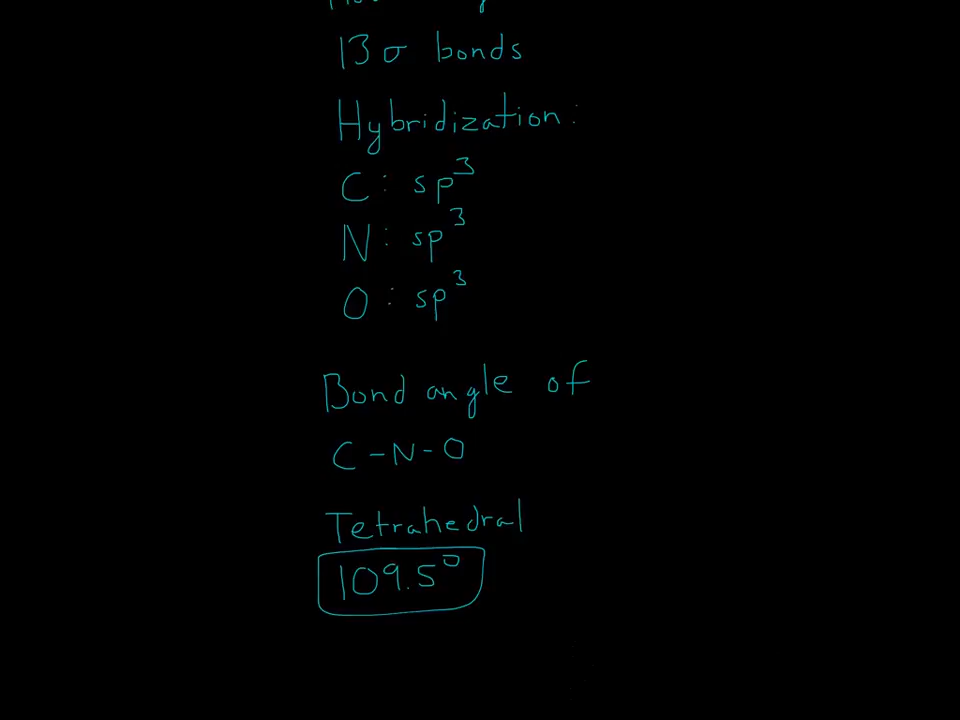 13 σ bonds
Hybridization:
C: sp³
N: sp³
O: sp³
Bond angle of
C-N-O
Tetrahedral
109.5°